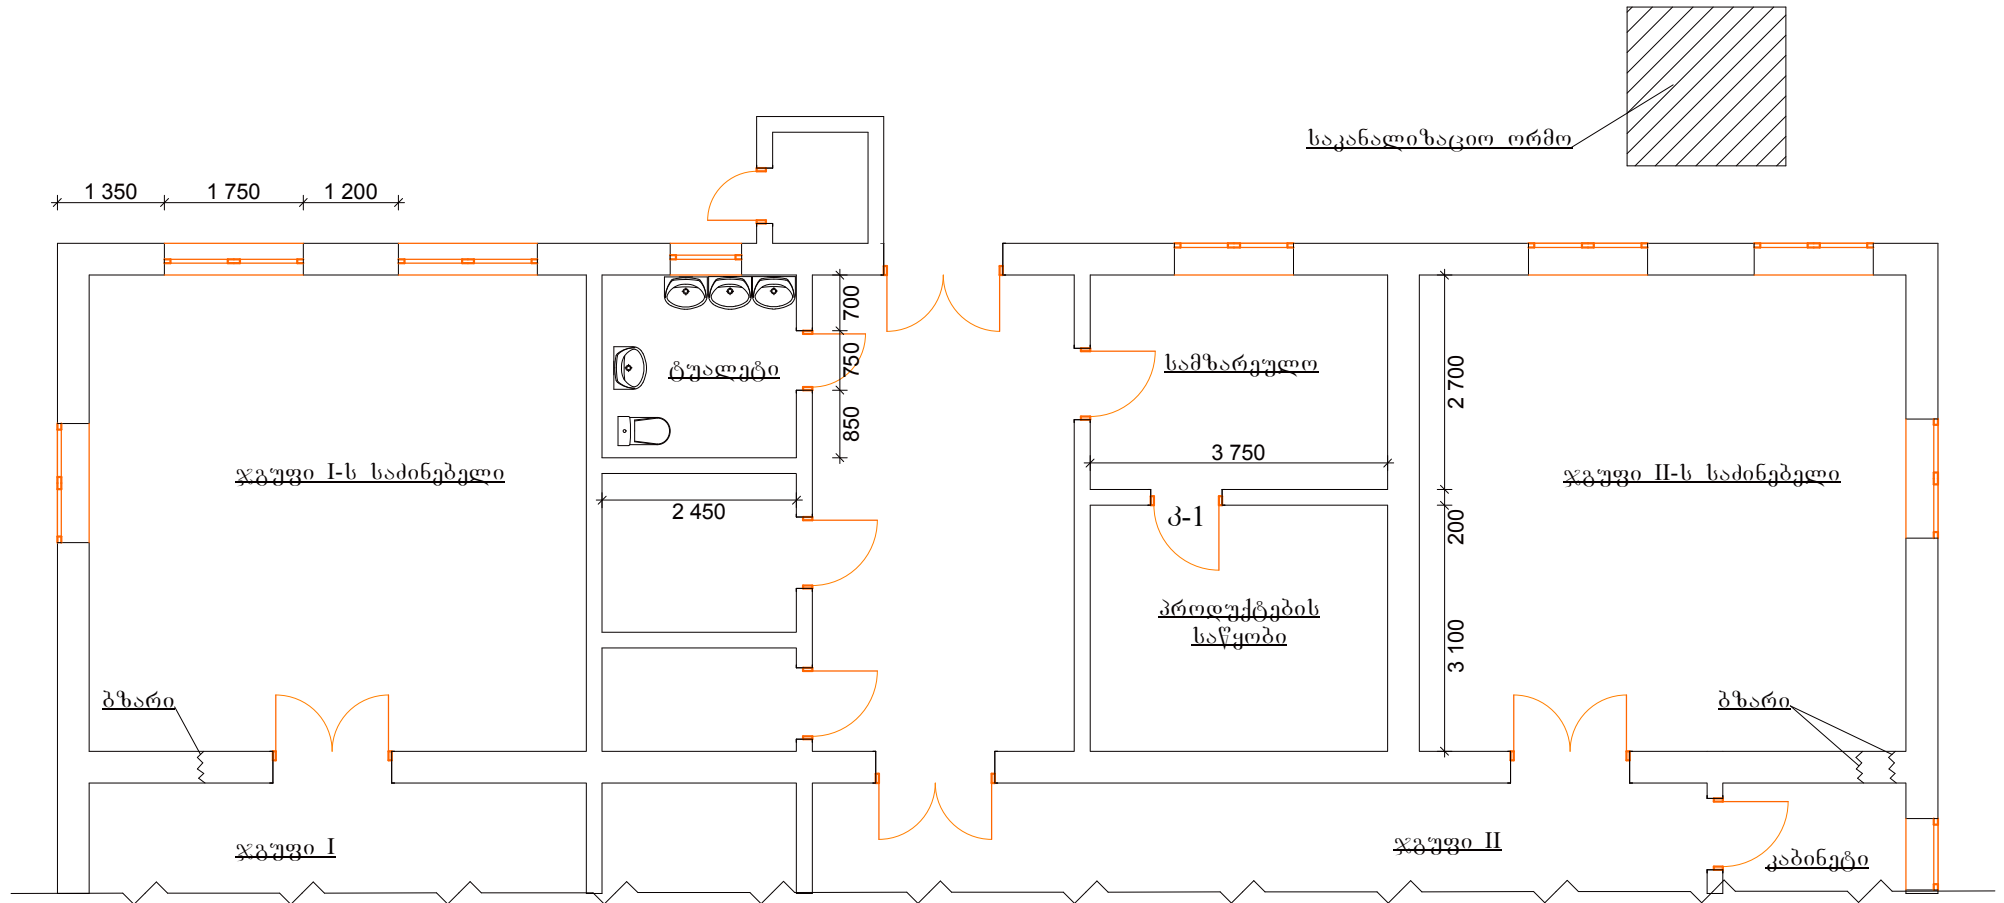 საკანალიზაციო ორმო
1 350 1 750 1 200
700
750
850
ტუალეტი
სამზარეულო
2 700
3 750
ჯგუფი I-ს საძინებელი
ჯგუფი II-ს საძინებელი
2 450
კ-1
200
პროდუქტების
საწყობი
3 100
ბზარი
ბზარი
ჯგუფი I
ჯგუფი II
კაბინეტი